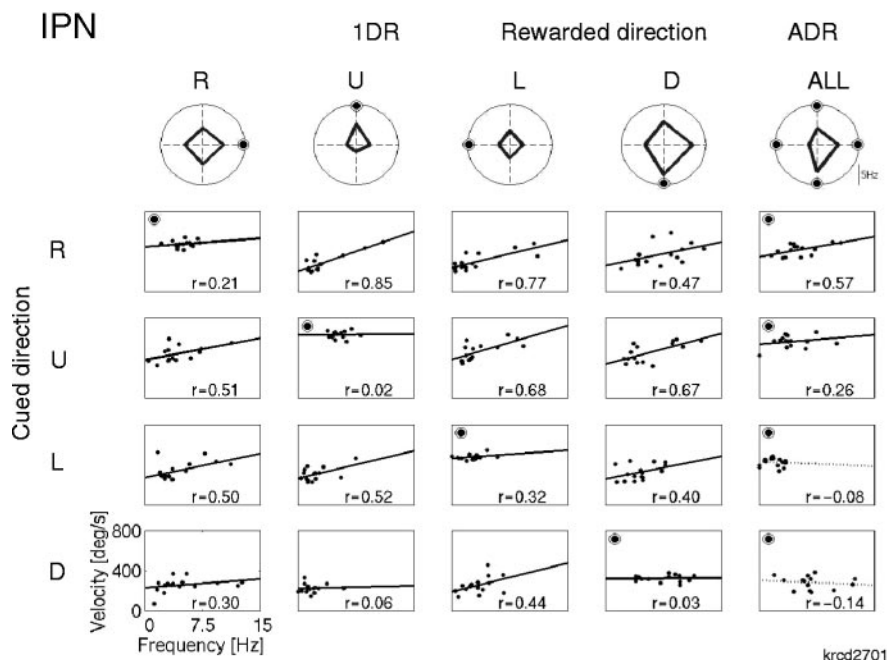 IPN 1DR Rewarded direction ADR
R U L D ALL
5Hz
Cued direction
R r=0.21 r=0.85 r=0.77 r=0.47 r=0.57
U r=0.51 r=0.02 r=0.68 r=0.67 r=0.26
L r=0.50 r=0.52 r=0.32 r=0.40 r=-0.08
D r=0.30 r=0.06 r=0.44 r=0.03 r=-0.14
Velocity [deg/s]
800
400
0
0 7.5 15
Frequency [Hz]
krcd2701